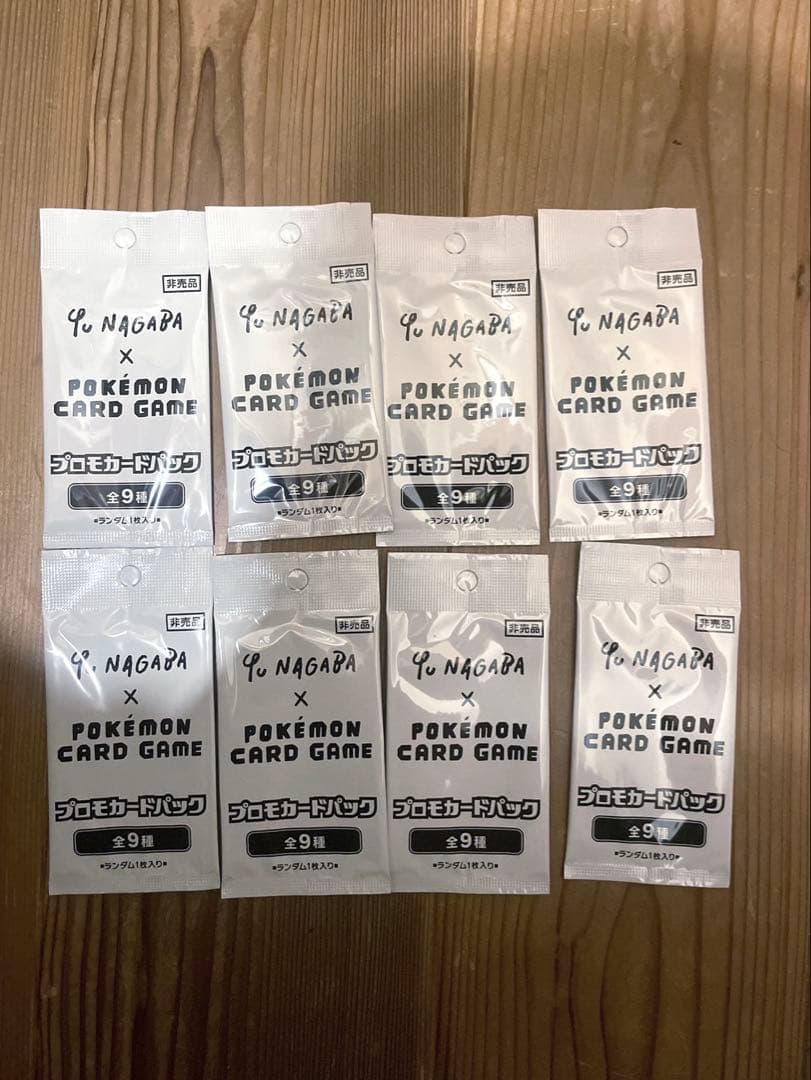 非売品
Yu NAGABA
×
POKÉMON
CARD GAME
プロモカードパック
全9種
■ランダム1枚入り■
非売品
Yu NAGABA
×
POKÉMON
CARD GAME
プロモカードパック
全9種
■ランダム1枚入り■
非売品
Yu NAGABA
×
POKÉMON
CARD GAME
プロモカードパック
全9種
■ランダム1枚入り■
非売品
Yu NAGABA
×
POKÉMON
CARD GAME
プロモカードパック
全9種
■ランダム1枚入り■
非売品
Yu NAGABA
×
POKÉMON
CARD GAME
プロモカードパック
全9種
■ランダム1枚入り■
非売品
Yu NAGABA
×
POKÉMON
CARD GAME
プロモカードパック
全9種
■ランダム1枚入り■
非売品
Yu NAGABA
×
POKÉMON
CARD GAME
プロモカードパック
全9種
■ランダム1枚入り■
非売品
Yu NAGABA
×
POKÉMON
CARD GAME
プロモカードパック
全9種
■ランダム1枚入り■